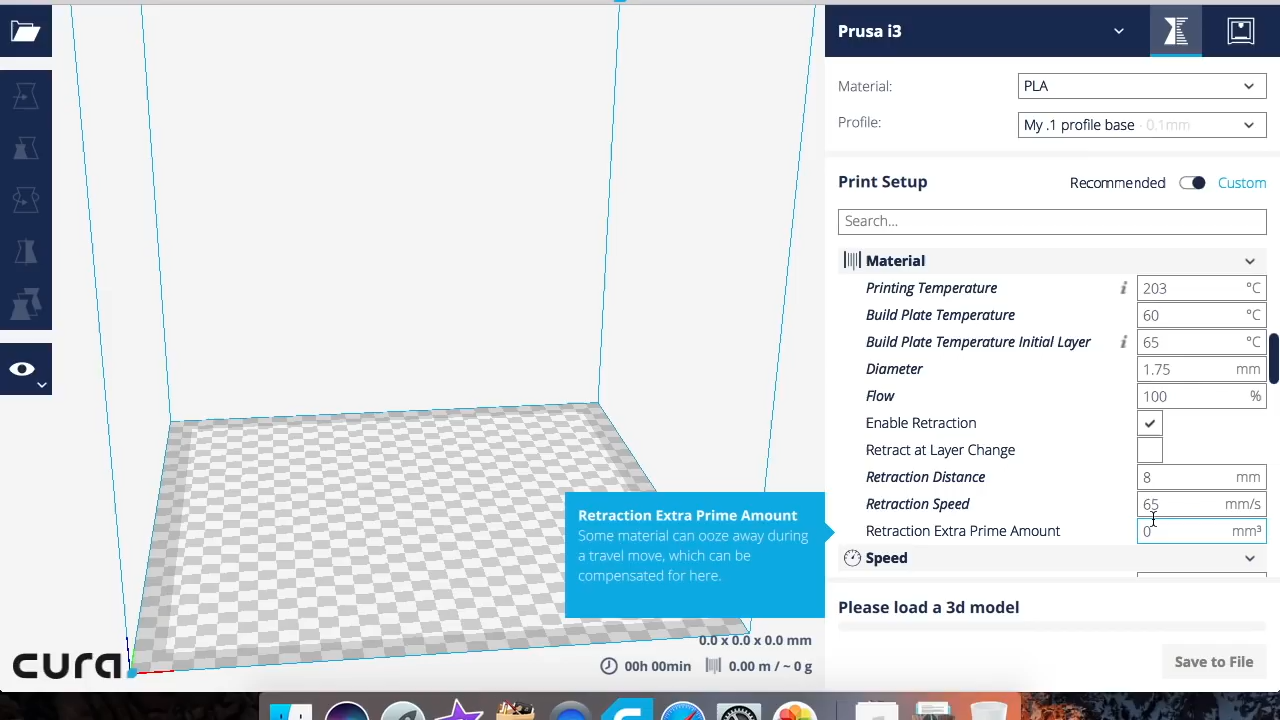 Prusa i3
Material:
PLA
Profile:
My .1 profile base - 0.1mm
Print Setup
Recommended
Custom
Search...
Material
Printing Temperature
i
203 °C
Build Plate Temperature
60 °C
Build Plate Temperature Initial Layer
i
65 °C
Diameter
1.75 mm
Flow
100 %
Enable Retraction
Retract at Layer Change
Retraction Distance
8 mm
Retraction Speed
65 mm/s
Retraction Extra Prime Amount
0 mm³
Retraction Extra Prime Amount
Some material can ooze away during
a travel move, which can be
compensated for here.
Speed
Please load a 3d model
0.0 x 0.0 x 0.0 mm
00h 00min
0.00 m / ~ 0 g
Save to File
cura